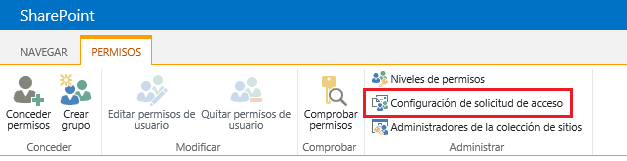 SharePoint
NAVEGAR
PERMISOS
Conceder
permisos
Crear
grupo
Editar permisos de
usuario
Quitar permisos de
usuario
Comprobar
permisos
Niveles de permisos
Configuración de solicitud de acceso
Administradores de la colección de sitios
Conceder
Modificar
Comprobar
Administrar